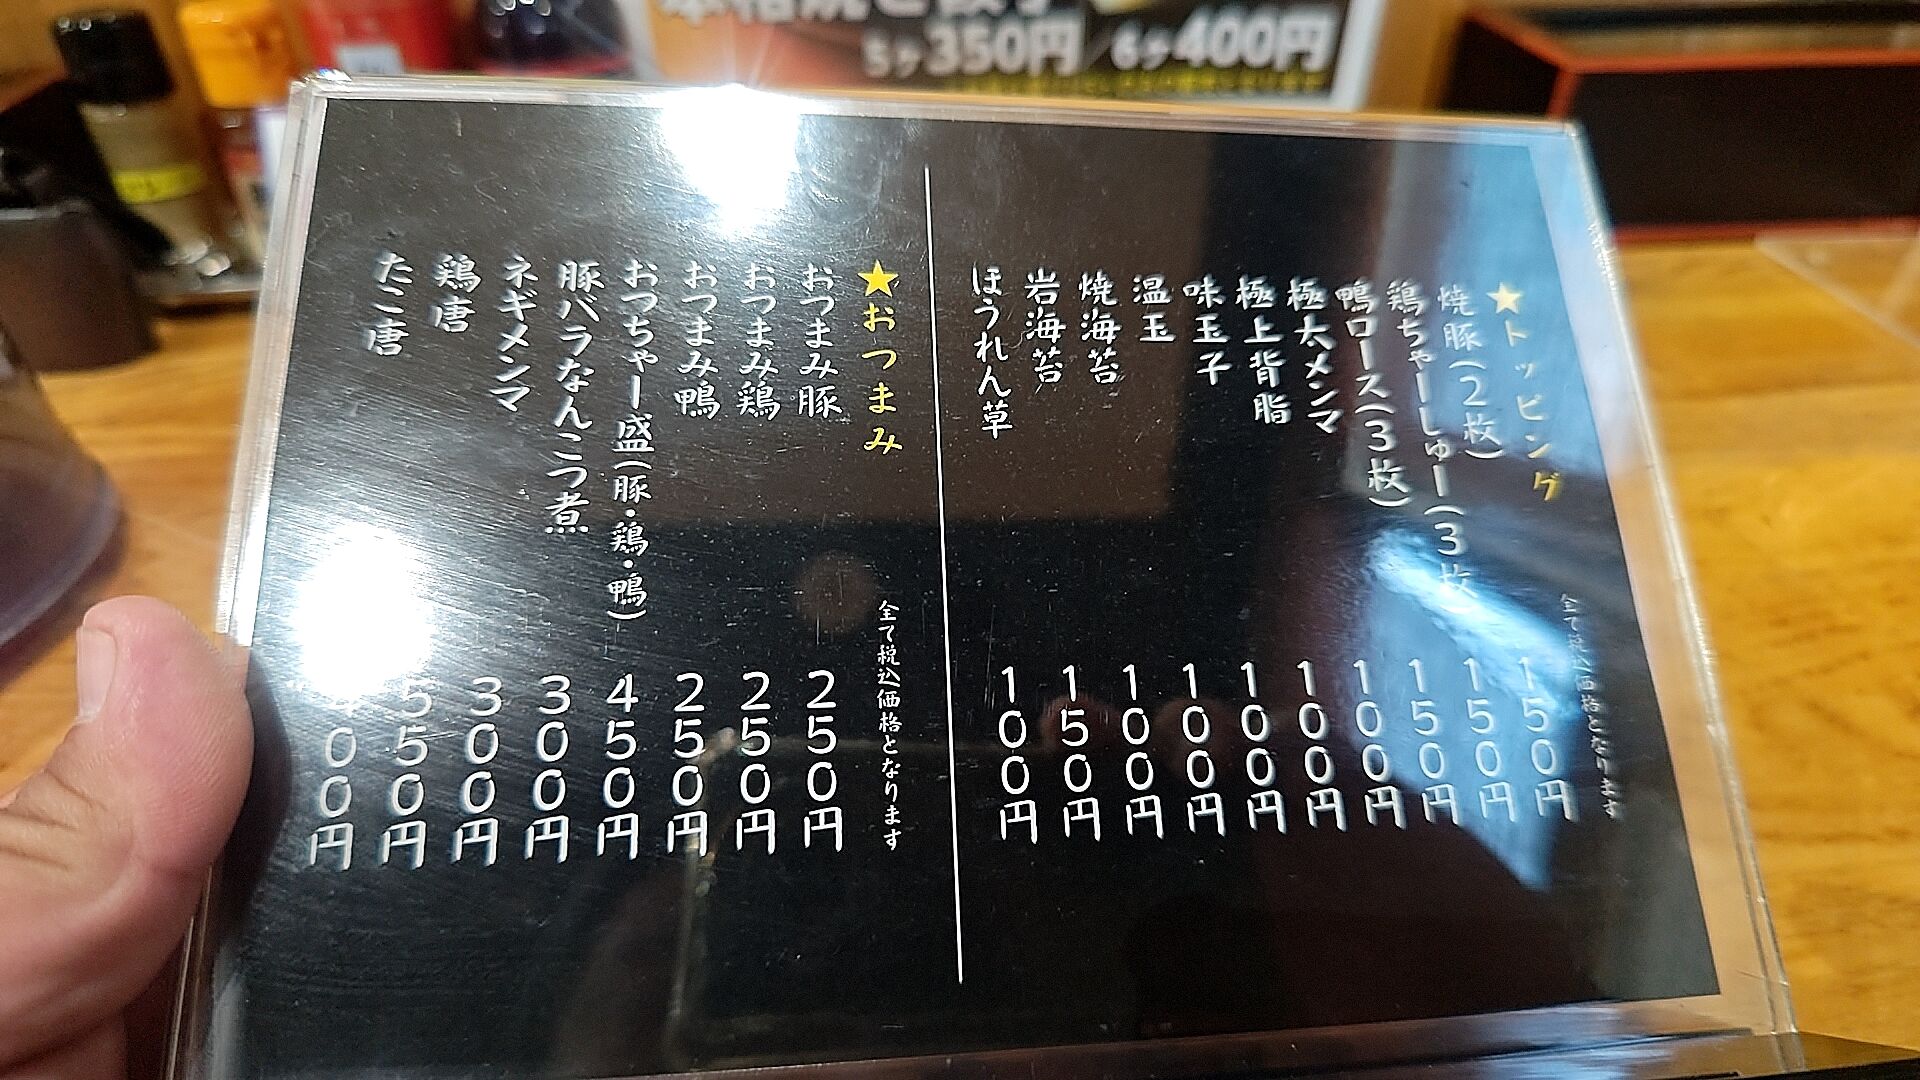 5ヶ350円/6ヶ400円
★トッピング
全て税込価格となります
焼豚(2枚) 150円
鶏ちゃーしゅー(3枚) 150円
鴨ロース(3枚) 150円
極太メンマ 100円
極上背脂 100円
味玉子 100円
温玉 100円
焼海苔 100円
岩海苔 150円
ほうれん草 100円
★おつまみ
全て税込価格となります
おつまみ豚 250円
おつまみ鶏 250円
おつまみ鴨 250円
おつちゃー盛(豚・鶏・鴨) 450円
豚バラなんこつ煮 300円
ネギメンマ 300円
鶏唐 550円
たこ唐 400円